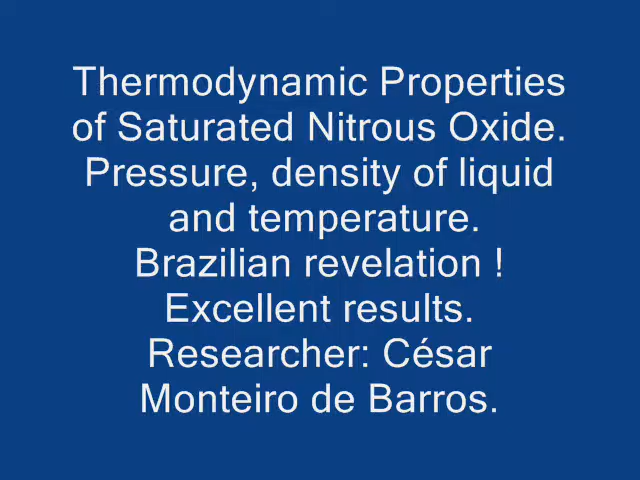 Thermodynamic Properties
of Saturated Nitrous Oxide.
Pressure, density of liquid
and temperature.
Brazilian revelation !
Excellent results.
Researcher: César
Monteiro de Barros.